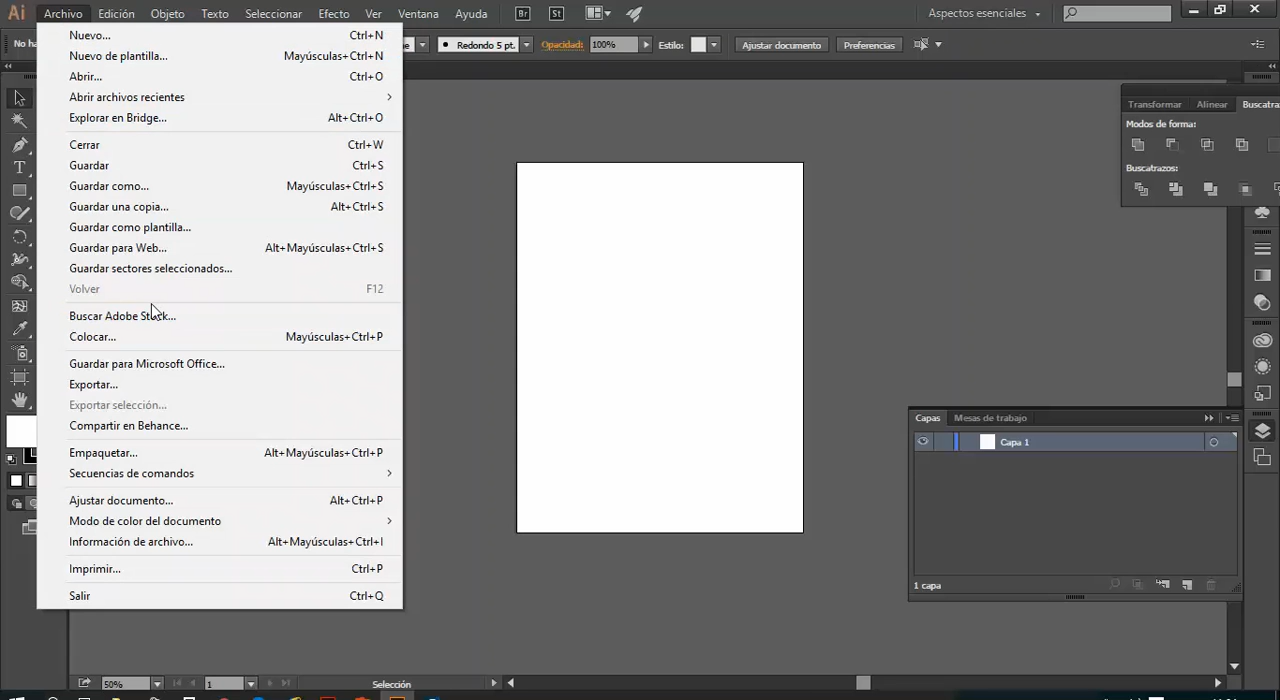 Ai Archivo Edición Objeto Texto Seleccionar Efecto Ver Ventana Ayuda Br St Aspectos esenciales
Redondo 5 pt. Opacidad: 100% Estilo: Ajustar documento Preferencias
Nuevo... Ctrl+N
Nuevo de plantilla... Mayúsculas+Ctrl+N
Abrir... Ctrl+O
Abrir archivos recientes
Explorar en Bridge... Alt+Ctrl+O
Cerrar Ctrl+W
Guardar Ctrl+S
Guardar como... Mayúsculas+Ctrl+S
Guardar una copia... Alt+Ctrl+S
Guardar como plantilla...
Guardar para Web... Alt+Mayúsculas+Ctrl+S
Guardar sectores seleccionados...
Volver F12
Buscar Adobe Stock...
Colocar... Mayúsculas+Ctrl+P
Guardar para Microsoft Office...
Exportar...
Exportar selección...
Compartir en Behance...
Empaquetar... Alt+Mayúsculas+Ctrl+P
Secuencias de comandos
Ajustar documento... Alt+Ctrl+P
Modo de color del documento
Información de archivo... Alt+Mayúsculas+Ctrl+I
Imprimir... Ctrl+P
Salir Ctrl+Q
Transformar Alinear Buscatraz
Modos de forma:
Buscatrazos:
Capas Mesas de trabajo
Capa 1
1 capa
50% 1 Selección